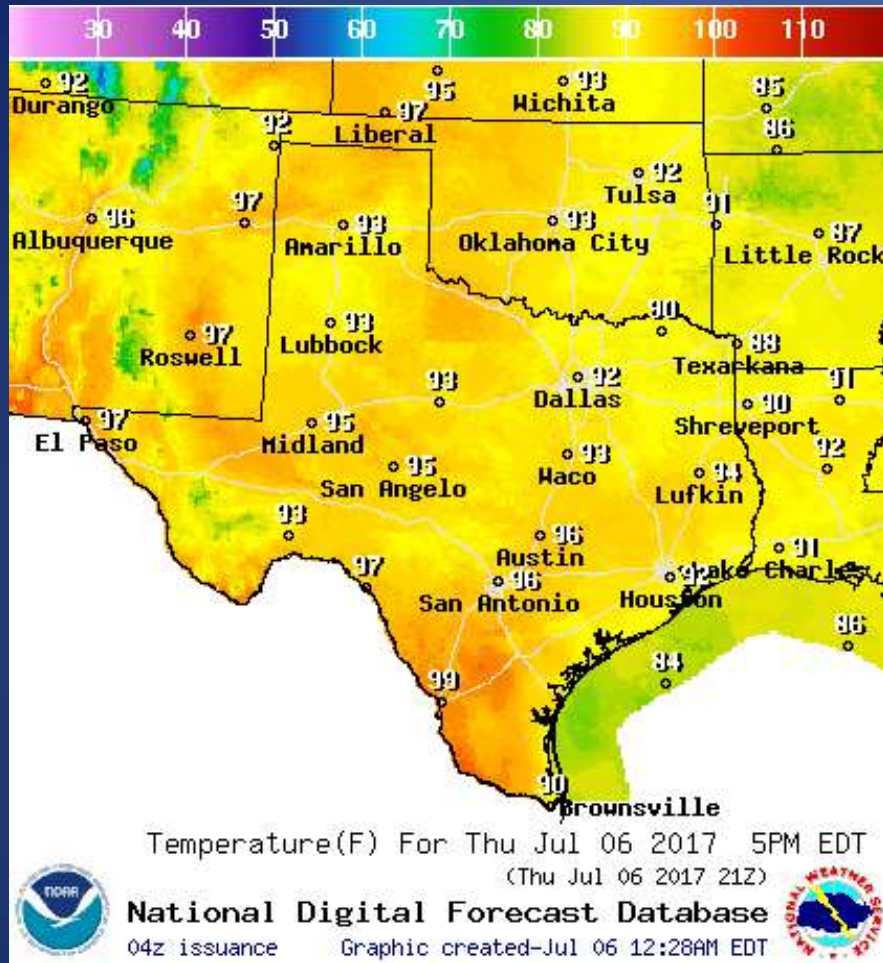 30 40 50 60 70 80 90 100 110
92 95 93 85
Durango Wichita
97
Liberal
86
92
92
Tulsa
96 97 93 93 91 87
Albuquerque Amarillo Oklahoma City Little Rock
97 93 90
Roswell Lubbock
88
Texarkana
93 92 90 91
Dallas Shreveport
97 95
El Paso Midland
95 93 94 92
San Angelo Waco Lufkin
93 96 91
Austin Lake Charles
97 96 92
San Antonio Houston
86
99 84
90
Brownsville
Temperature(F) For Thu Jul 06 2017 5PM EDT
(Thu Jul 06 2017 21Z)
National Digital Forecast Database
04z issuance Graphic created-Jul 06 12:28AM EDT
NOAA
NATIONAL WEATHER SERVICE